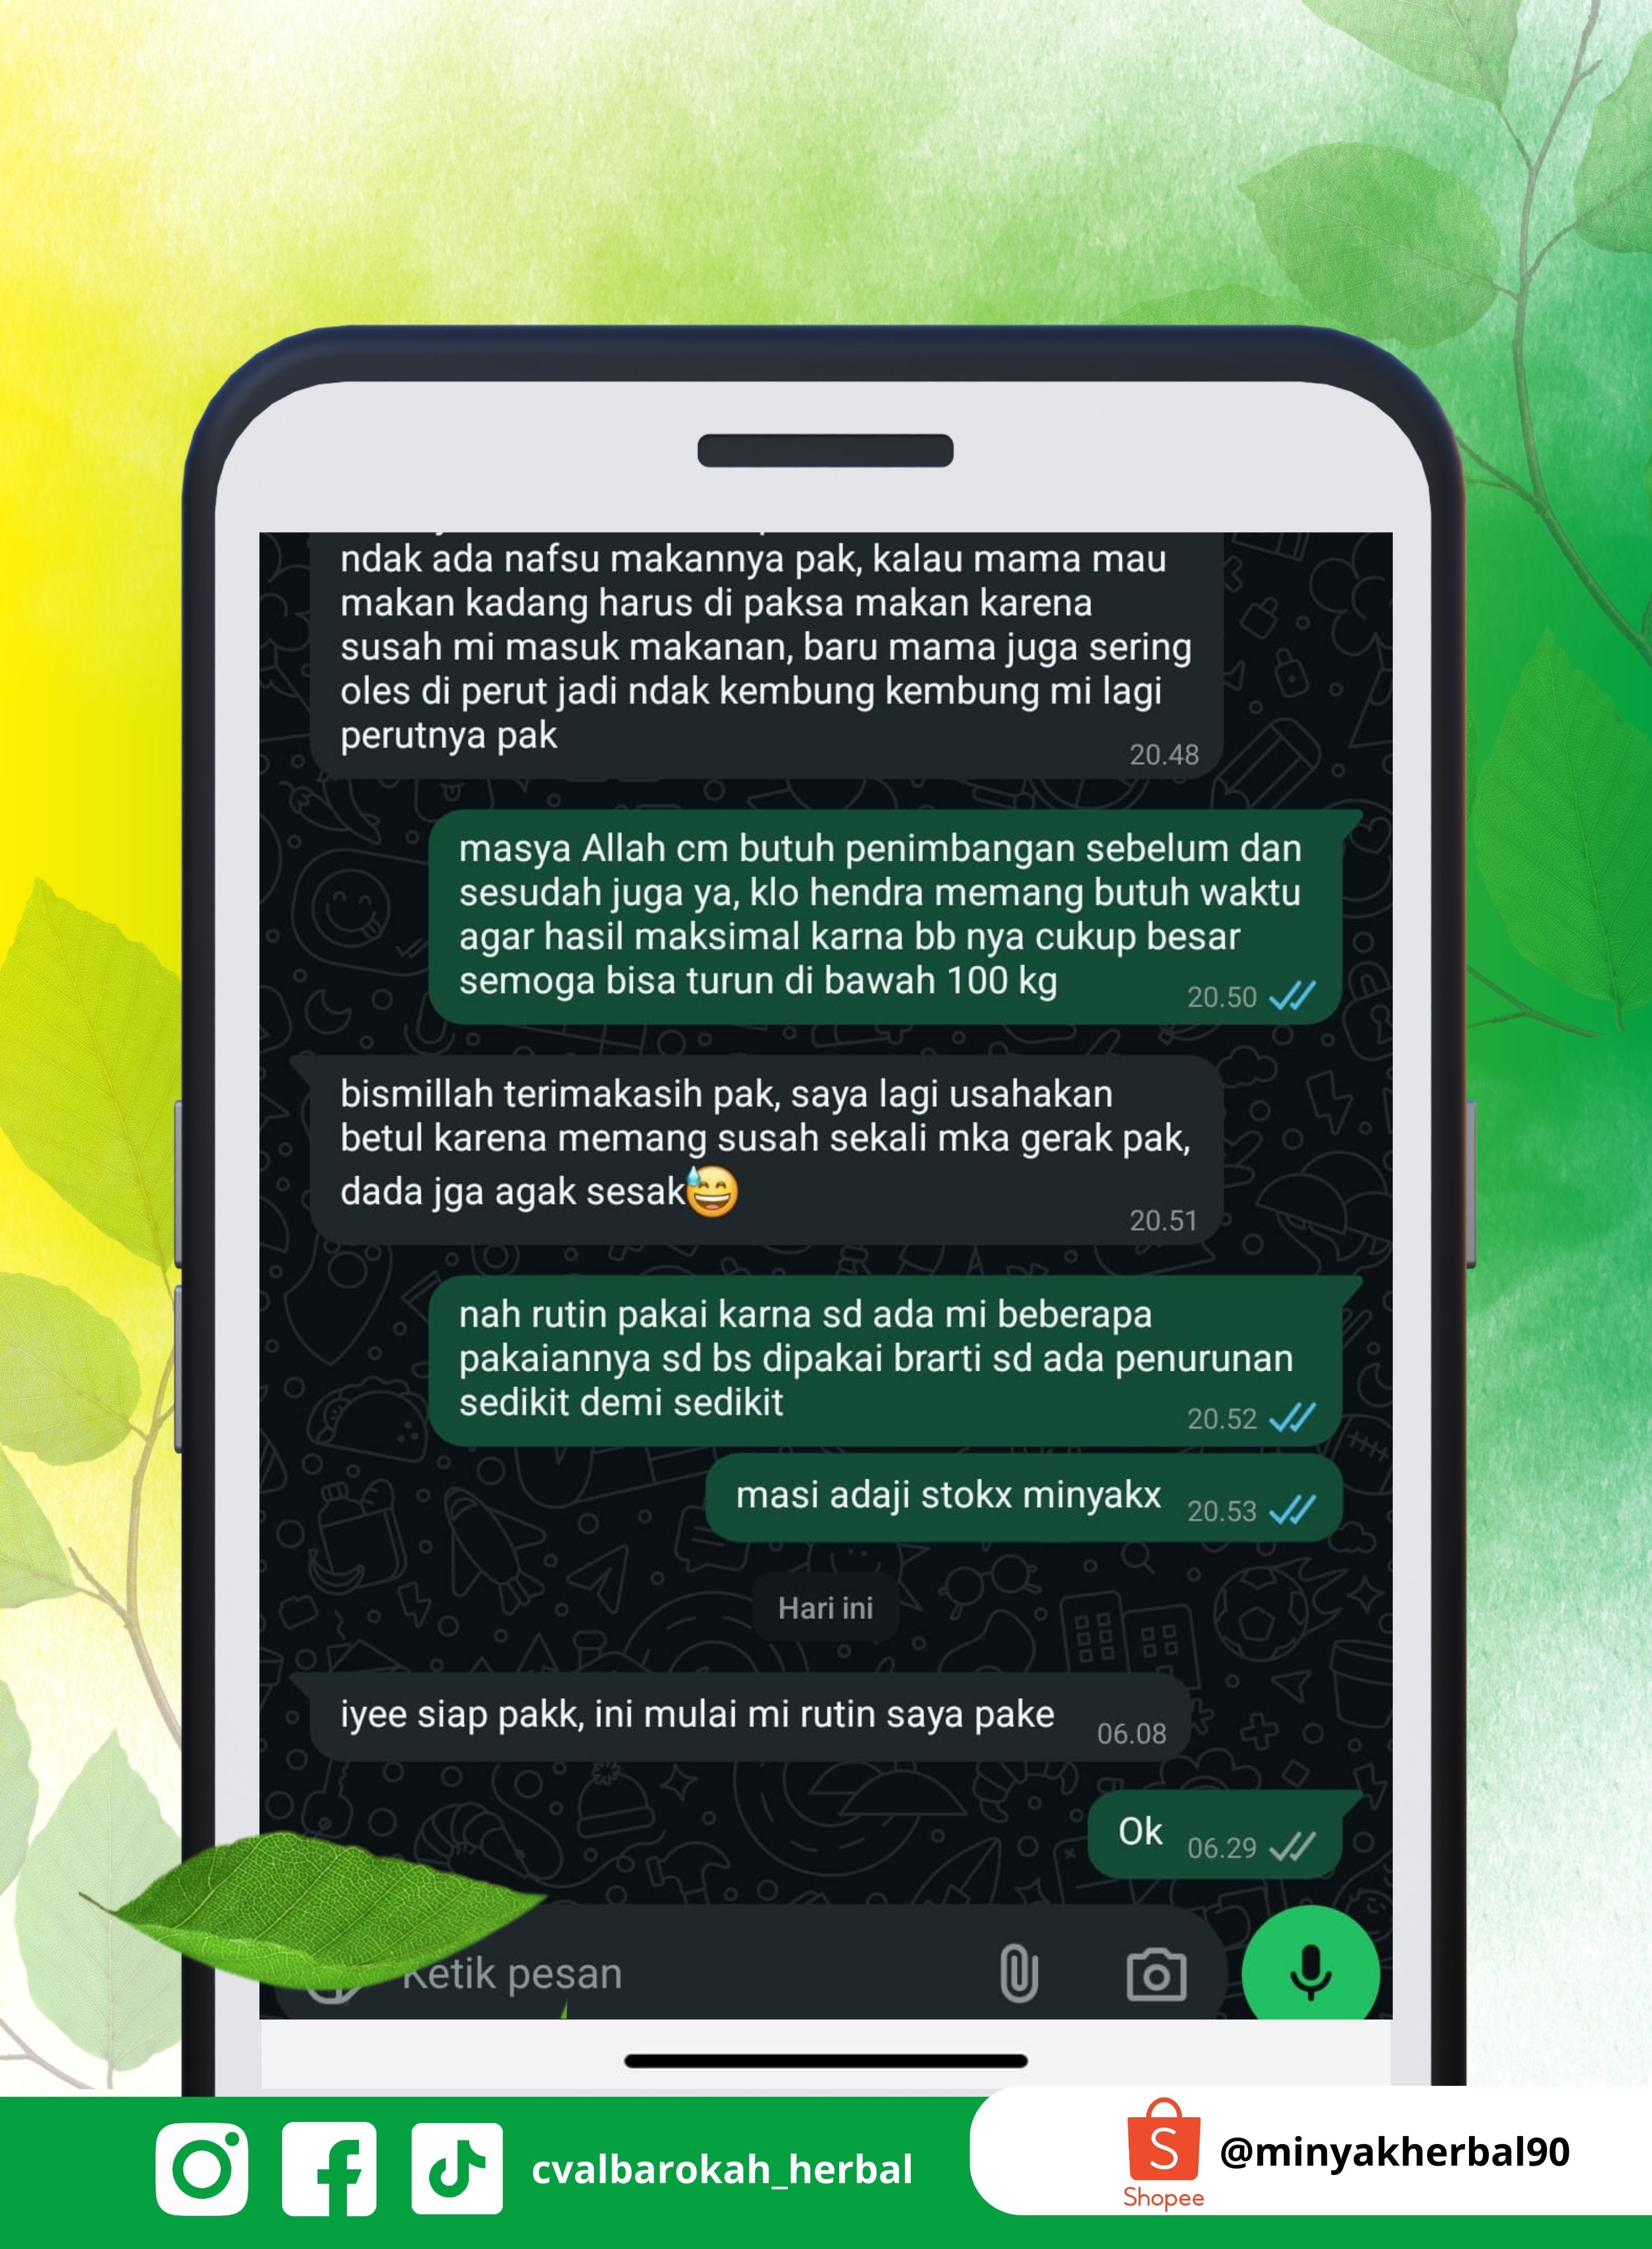 ndak ada nafsu makannya pak, kalau mama mau
makan kadang harus di paksa makan karena
susah mi masuk makanan, baru mama juga sering
oles di perut jadi ndak kembung kembung mi lagi
perutnya pak
20.48
masya Allah cm butuh penimbangan sebelum dan
sesudah juga ya, klo hendra memang butuh waktu
agar hasil maksimal karna bb nya cukup besar
semoga bisa turun di bawah 100 kg
20.50
bismillah terimakasih pak, saya lagi usahakan
betul karena memang susah sekali mka gerak pak,
dada jga agak sesak😅
20.51
nah rutin pakai karna sd ada mi beberapa
pakaiannya sd bs dipakai brarti sd ada penurunan
sedikit demi sedikit
20.52
masi adaji stokx minyakx 20.53
Hari ini
iyee siap pakk, ini mulai mi rutin saya pake 06.08
Ok 06.29
Ketik pesan
cvalbarokah_herbal
Shopee
@minyakherbal90